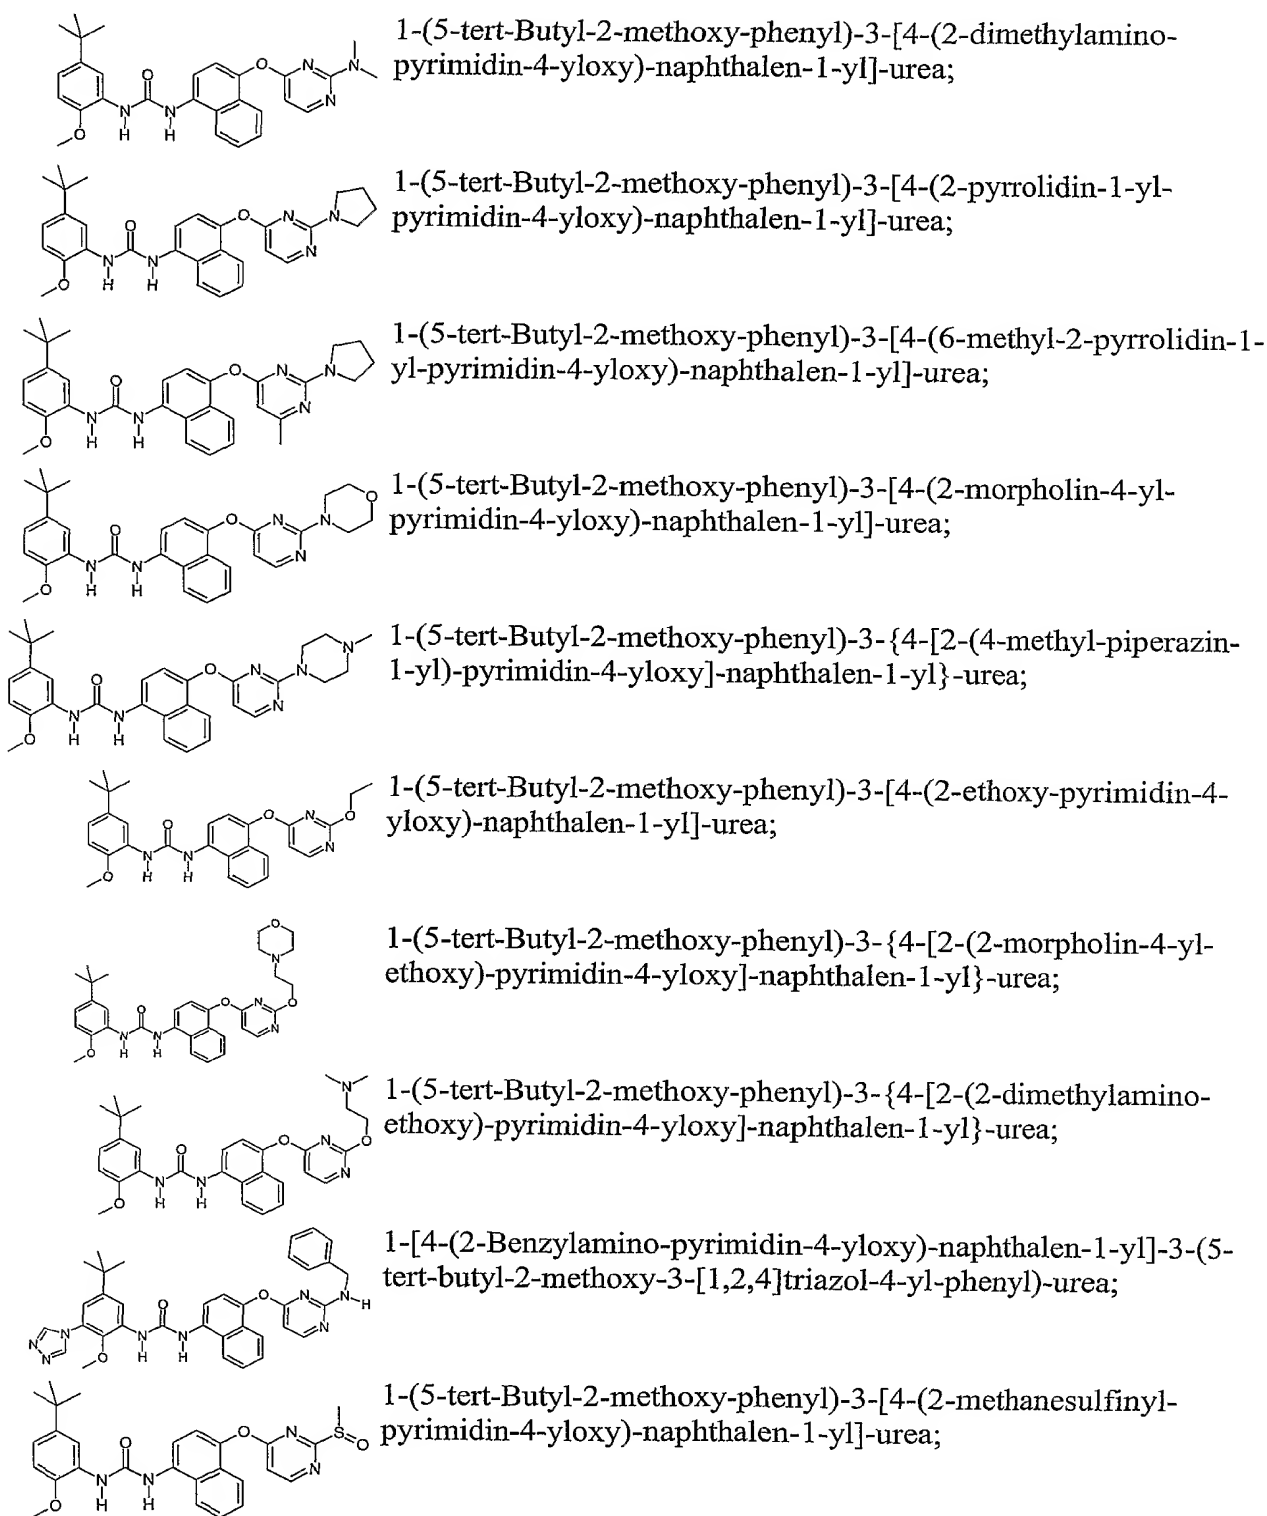 1-(5-tert-Butyl-2-methoxy-phenyl)-3-[4-(2-dimethylamino-
pyrimidin-4-yloxy)-naphthalen-1-yl]-urea;
1-(5-tert-Butyl-2-methoxy-phenyl)-3-[4-(2-pyrrolidin-1-yl-
pyrimidin-4-yloxy)-naphthalen-1-yl]-urea;
1-(5-tert-Butyl-2-methoxy-phenyl)-3-[4-(6-methyl-2-pyrrolidin-1-
yl-pyrimidin-4-yloxy)-naphthalen-1-yl]-urea;
1-(5-tert-Butyl-2-methoxy-phenyl)-3-[4-(2-morpholin-4-yl-
pyrimidin-4-yloxy)-naphthalen-1-yl]-urea;
1-(5-tert-Butyl-2-methoxy-phenyl)-3-{4-[2-(4-methyl-piperazin-
1-yl)-pyrimidin-4-yloxy]-naphthalen-1-yl}-urea;
1-(5-tert-Butyl-2-methoxy-phenyl)-3-[4-(2-ethoxy-pyrimidin-4-
yloxy)-naphthalen-1-yl]-urea;
1-(5-tert-Butyl-2-methoxy-phenyl)-3-{4-[2-(2-morpholin-4-yl-
ethoxy)-pyrimidin-4-yloxy]-naphthalen-1-yl}-urea;
1-(5-tert-Butyl-2-methoxy-phenyl)-3-{4-[2-(2-dimethylamino-
ethoxy)-pyrimidin-4-yloxy]-naphthalen-1-yl}-urea;
1-[4-(2-Benzylamino-pyrimidin-4-yloxy)-naphthalen-1-yl]-3-(5-
tert-butyl-2-methoxy-3-[1,2,4]triazol-4-yl-phenyl)-urea;
1-(5-tert-Butyl-2-methoxy-phenyl)-3-[4-(2-methanesulfinyl-
pyrimidin-4-yloxy)-naphthalen-1-yl]-urea;